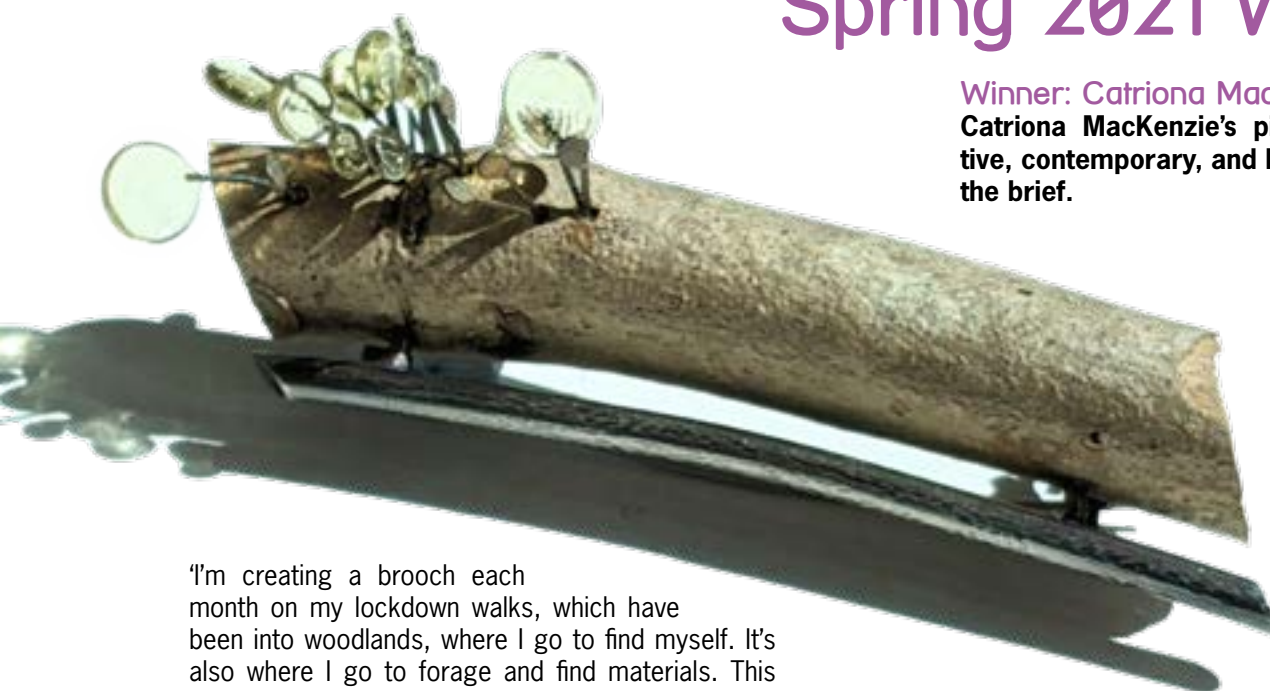 Spring 2021
Winner: Catriona
Catriona MacKenzie's
tive, contemporary, and
the brief.
'I'm creating a brooch each
month on my lockdown walks, which have
been into woodlands, where I go to find myself. It's
also where I go to forage and find materials. This